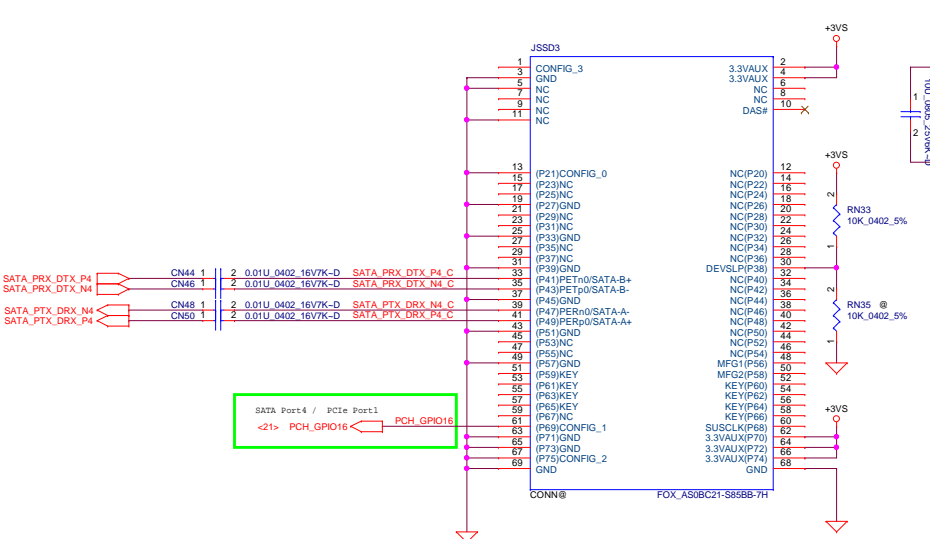 +3VS
JSSD3
1 CONFIG_3 3.3VAUX 2
3 GND 3.3VAUX 4
5 NC NC 6
7 NC NC 8
9 NC DAS# 10
11 NC
1
2
+3VS
13 (P21)CONFIG_0 NC(P20) 12
15 (P23)NC NC(P22) 14
17 (P25)NC NC(P24) 16
19 (P27)GND NC(P26) 18
21 (P29)NC NC(P28) 20
23 (P31)NC NC(P30) 22
25 (P33)GND NC(P32) 24
27 (P35)NC NC(P34) 26
29 (P37)NC NC(P36) 28
31 (P39)GND DEVSLP(P38) 30
2 RN33
10K_0402_5%
1
SATA_PRX_DTX_P4 CN44 1 2 0.01U_0402_16V7K~D SATA_PRX_DTX_P4_C 33 (P41)PETn0/SATA-B+ NC(P40) 32
SATA_PRX_DTX_N4 CN46 1 2 0.01U_0402_16V7K~D SATA_PRX_DTX_N4_C 35 (P43)PETp0/SATA-B- NC(P42) 34
37 (P45)GND NC(P44) 36
SATA_PTX_DRX_N4 CN48 1 2 0.01U_0402_16V7K~D SATA_PTX_DRX_N4_C 39 (P47)PERn0/SATA-A- NC(P46) 38
SATA_PTX_DRX_P4 CN50 1 2 0.01U_0402_16V7K~D SATA_PTX_DRX_P4_C 41 (P49)PERp0/SATA-A+ NC(P48) 40
2 RN35 @
10K_0402_5%
1
43 (P51)GND NC(P50) 42
45 (P53)NC NC(P52) 44
47 (P55)NC NC(P54) 46
49 (P57)GND MFG1(P56) 48
51 (P59)KEY MFG2(P58) 50
53 (P61)KEY KEY(P60) 52
55 (P63)KEY KEY(P62) 54
57 (P65)KEY KEY(P64) 56
59 (P67)NC KEY(P66) 58
SATA Port4 / PCIe Port1
<21> PCH_GPIO16 PCH_GPIO16 61 (P69)CONFIG_1 SUSCLK(P68) 60
+3VS
63 (P71)GND 3.3VAUX(P70) 62
65 (P73)GND 3.3VAUX(P72) 64
67 (P75)CONFIG_2 3.3VAUX(P74) 66
69 GND GND 68
CONN@ FOX_AS0BC21-S85BB-7H